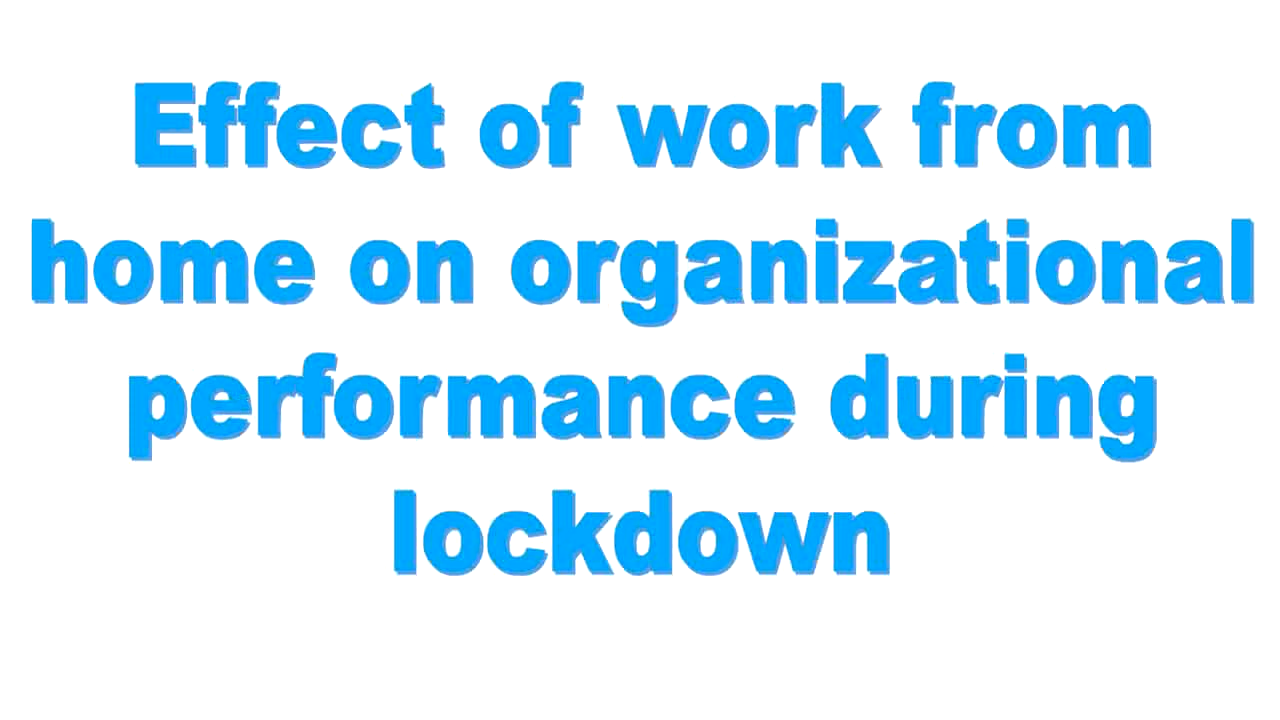 Effect of work from
home on organizational
performance during
lockdown